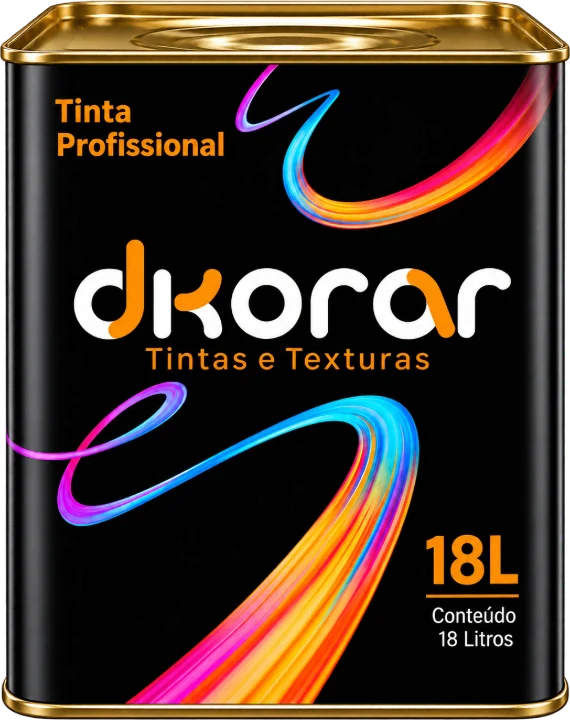 Tinta
Profissional
dkorar
Tintas e Texturas
18L
Conteúdo
18 Litros